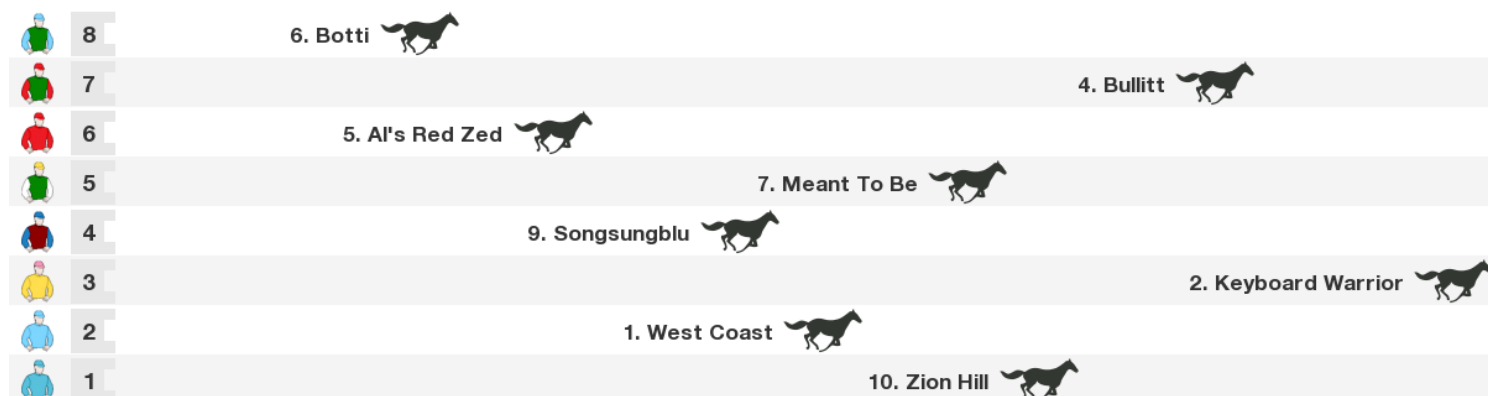 8 6. Botti
7 4. Bullitt
6 5. Al's Red Zed
5 7. Meant To Be
4 9. Songsungblu
3 2. Keyboard Warrior
2 1. West Coast
1 10. Zion Hill